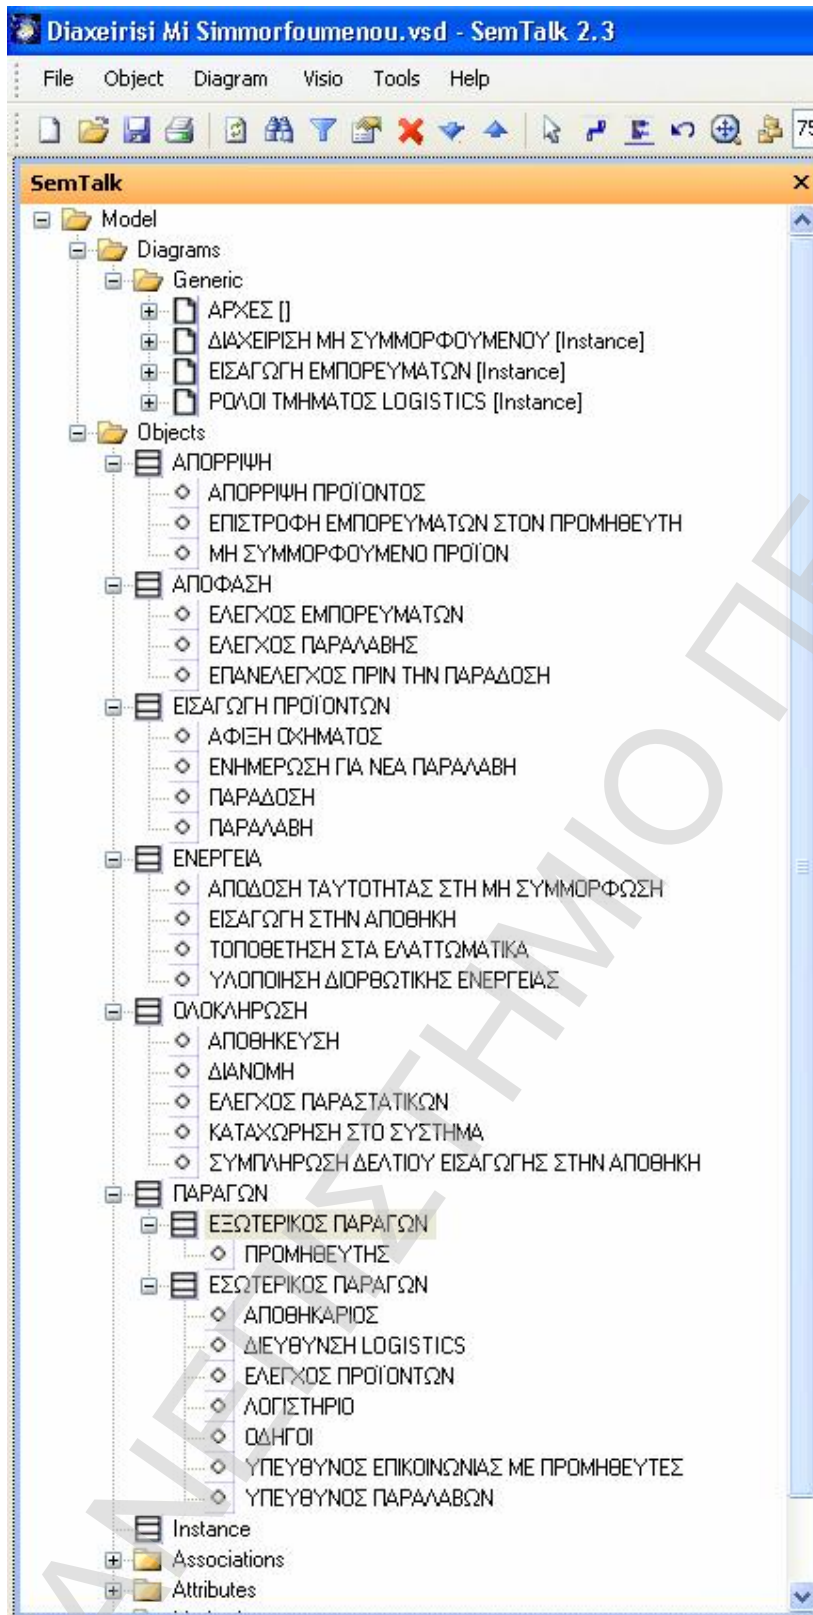 Diaxeirisi Mi Simmorfoumenou.vsd - SemTalk 2.3
File Object Diagram Visio Tools Help
75
SemTalk
Model
Diagrams
Generic
ΑΡΧΕΣ []
ΔΙΑΧΕΙΡΙΣΗ ΜΗ ΣΥΜΜΟΡΦΟΥΜΕΝΟΥ [Instance]
ΕΙΣΑΓΩΓΗ ΕΜΠΟΡΕΥΜΑΤΩΝ [Instance]
ΡΟΛΟΙ ΤΜΗΜΑΤΟΣ LOGISTICS [Instance]
Objects
ΑΠΟΡΡΙΨΗ
ΑΠΟΡΡΙΨΗ ΠΡΟΪΟΝΤΟΣ
ΕΠΙΣΤΡΟΦΗ ΕΜΠΟΡΕΥΜΑΤΩΝ ΣΤΟΝ ΠΡΟΜΗΘΕΥΤΗ
ΜΗ ΣΥΜΜΟΡΦΟΥΜΕΝΟ ΠΡΟΪΟΝ
ΑΠΟΦΑΣΗ
ΕΛΕΓΧΟΣ ΕΜΠΟΡΕΥΜΑΤΩΝ
ΕΛΕΓΧΟΣ ΠΑΡΑΛΑΒΗΣ
ΕΠΑΝΕΛΕΓΧΟΣ ΠΡΙΝ ΤΗΝ ΠΑΡΑΔΟΣΗ
ΕΙΣΑΓΩΓΗ ΠΡΟΪΟΝΤΩΝ
ΑΦΙΞΗ ΟΧΗΜΑΤΟΣ
ΕΝΗΜΕΡΩΣΗ ΓΙΑ ΝΕΑ ΠΑΡΑΛΑΒΗ
ΠΑΡΑΔΟΣΗ
ΠΑΡΑΛΑΒΗ
ΕΝΕΡΓΕΙΑ
ΑΠΟΔΟΣΗ ΤΑΥΤΟΤΗΤΑΣ ΣΤΗ ΜΗ ΣΥΜΜΟΡΦΩΣΗ
ΕΙΣΑΓΩΓΗ ΣΤΗΝ ΑΠΟΘΗΚΗ
ΤΟΠΟΘΕΤΗΣΗ ΣΤΑ ΕΛΑΤΤΩΜΑΤΙΚΑ
ΥΛΟΠΟΙΗΣΗ ΔΙΟΡΘΩΤΙΚΗΣ ΕΝΕΡΓΕΙΑΣ
ΟΛΟΚΛΗΡΩΣΗ
ΑΠΟΘΗΚΕΥΣΗ
ΔΙΑΝΟΜΗ
ΕΛΕΓΧΟΣ ΠΑΡΑΣΤΑΤΙΚΩΝ
ΚΑΤΑΧΩΡΗΣΗ ΣΤΟ ΣΥΣΤΗΜΑ
ΣΥΜΠΛΗΡΩΣΗ ΔΕΛΤΙΟΥ ΕΙΣΑΓΩΓΗΣ ΣΤΗΝ ΑΠΟΘΗΚΗ
ΠΑΡΑΓΩΝ
ΕΞΩΤΕΡΙΚΟΣ ΠΑΡΑΓΩΝ
ΠΡΟΜΗΘΕΥΤΗΣ
ΕΣΩΤΕΡΙΚΟΣ ΠΑΡΑΓΩΝ
ΑΠΟΘΗΚΑΡΙΟΣ
ΔΙΕΥΘΥΝΣΗ LOGISTICS
ΕΛΕΓΧΟΣ ΠΡΟΪΟΝΤΩΝ
ΛΟΓΙΣΤΗΡΙΟ
ΟΔΗΓΟΙ
ΥΠΕΥΘΥΝΟΣ ΕΠΙΚΟΙΝΩΝΙΑΣ ΜΕ ΠΡΟΜΗΘΕΥΤΕΣ
ΥΠΕΥΘΥΝΟΣ ΠΑΡΑΛΑΒΩΝ
Instance
Associations
Attributes